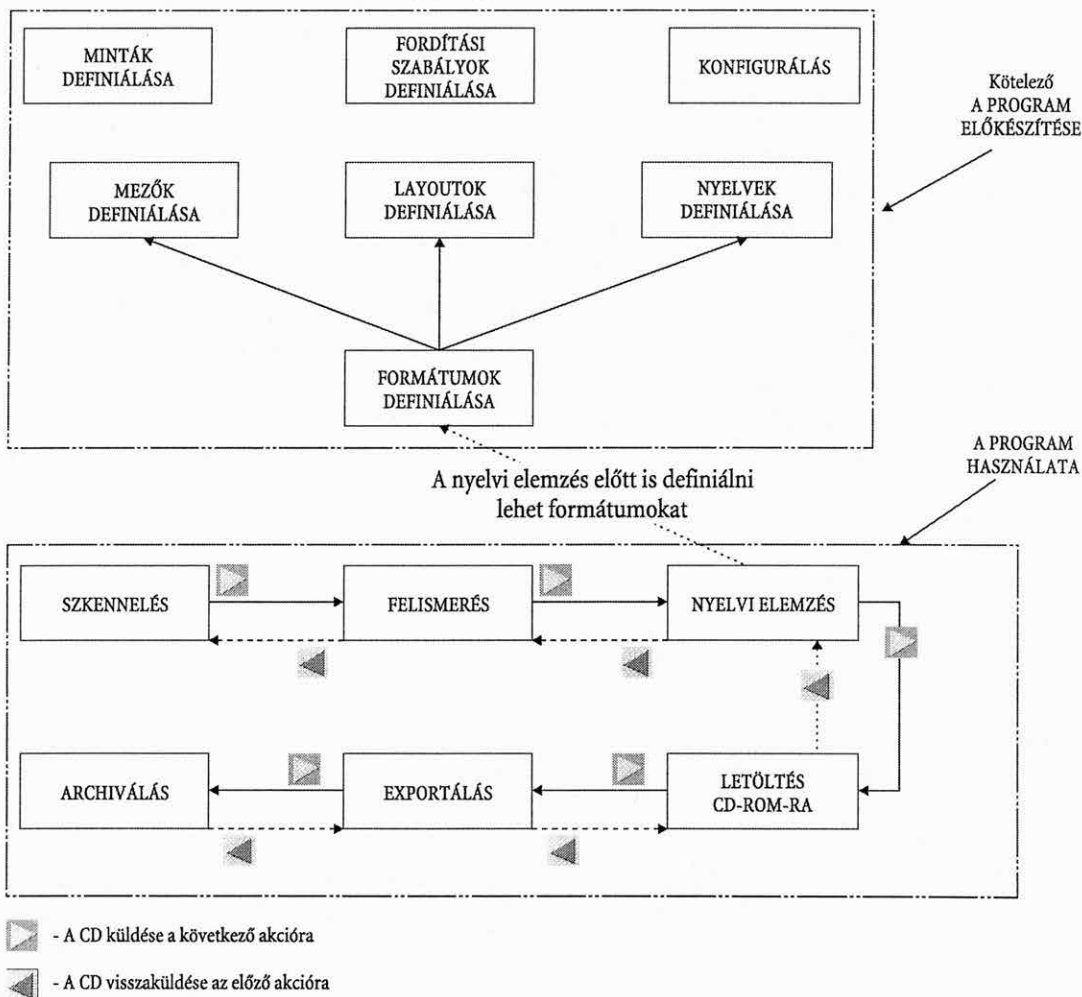 MINTÁK
DEFINIÁLÁSA
FORDÍTÁSI
SZABÁLYOK
DEFINIÁLÁSA
KONFIGURÁLÁS
Kötelező
A PROGRAM
ELŐKÉSZÍTÉSE
MEZŐK
DEFINIÁLÁSA
LAYOUTOK
DEFINIÁLÁSA
NYELVEK
DEFINIÁLÁSA
FORMÁTUMOK
DEFINIÁLÁSA
A PROGRAM
HASZNÁLATA
A nyelvi elemzés előtt is definiálni
lehet formátumokat
SZKENNELÉS
FELISMERÉS
NYELVI ELEMZÉS
ARCHIVÁLÁS
EXPORTÁLÁS
LETÖLTÉS
CD-ROM-RA
- A CD küldése a következő akcióra
- A CD visszaküldése az előző akcióra